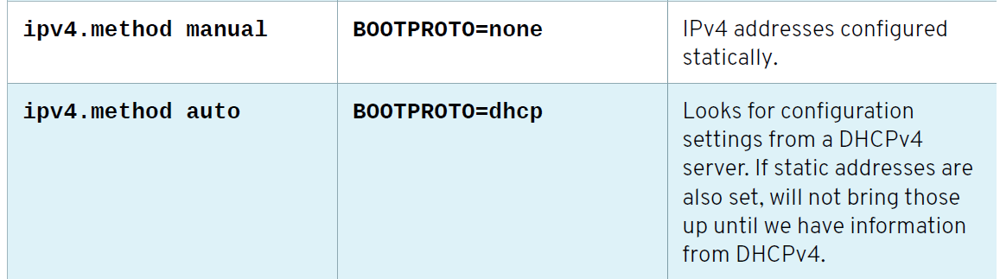 ipv4.method manual
BOOTPROTO=none
IPv4 addresses configured
statically.
ipv4.method auto
BOOTPROTO=dhcp
Looks for configuration
settings from a DHCPv4
server. If static addresses are
also set, will not bring those
up until we have information
from DHCPv4.